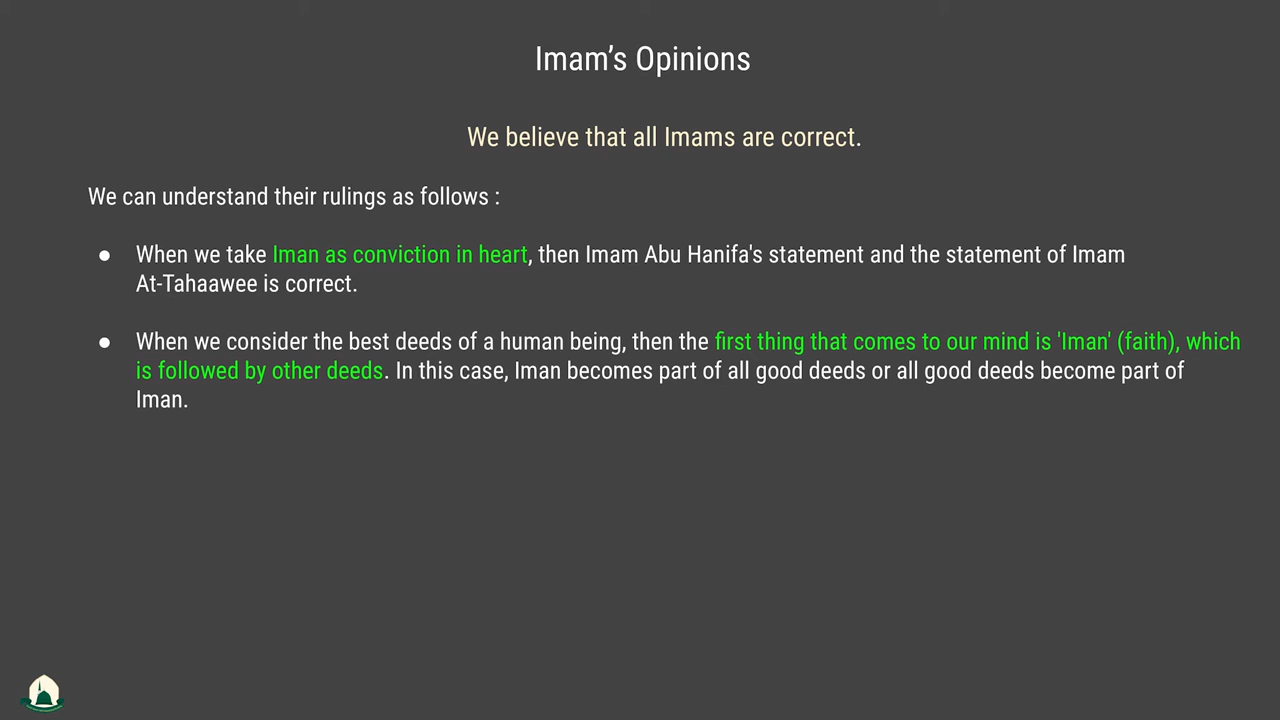 Imam’s Opinions
We believe that all Imams are correct.
We can understand their rulings as follows :
● When we take Iman as conviction in heart, then Imam Abu Hanifa's statement and the statement of Imam
At-Tahaawee is correct.
● When we consider the best deeds of a human being, then the first thing that comes to our mind is 'Iman' (faith), which
is followed by other deeds. In this case, Iman becomes part of all good deeds or all good deeds become part of
Iman.